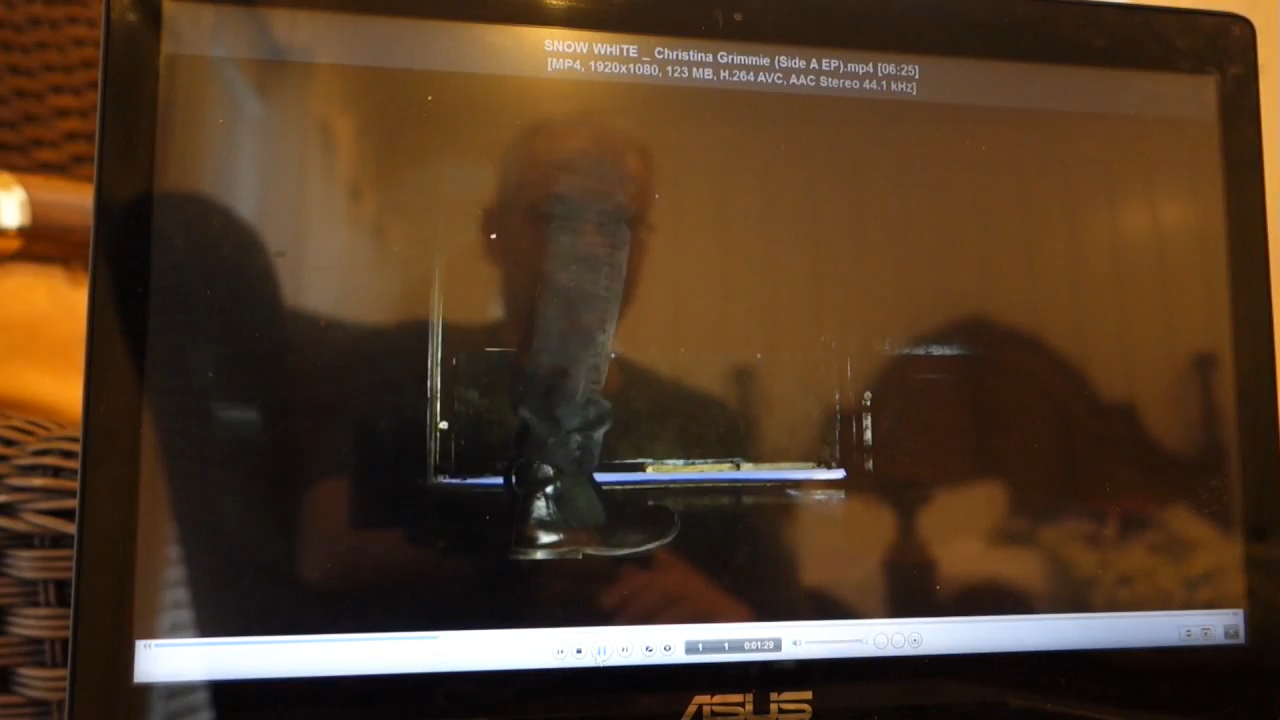 SNOW WHITE _ Christina Grimmie (Side A EP).mp4 [06:25]
[MP4, 1920x1080, 123 MB, H.264 AVC, AAC Stereo 44.1 kHz]
1 1 0:01:29
ASUS